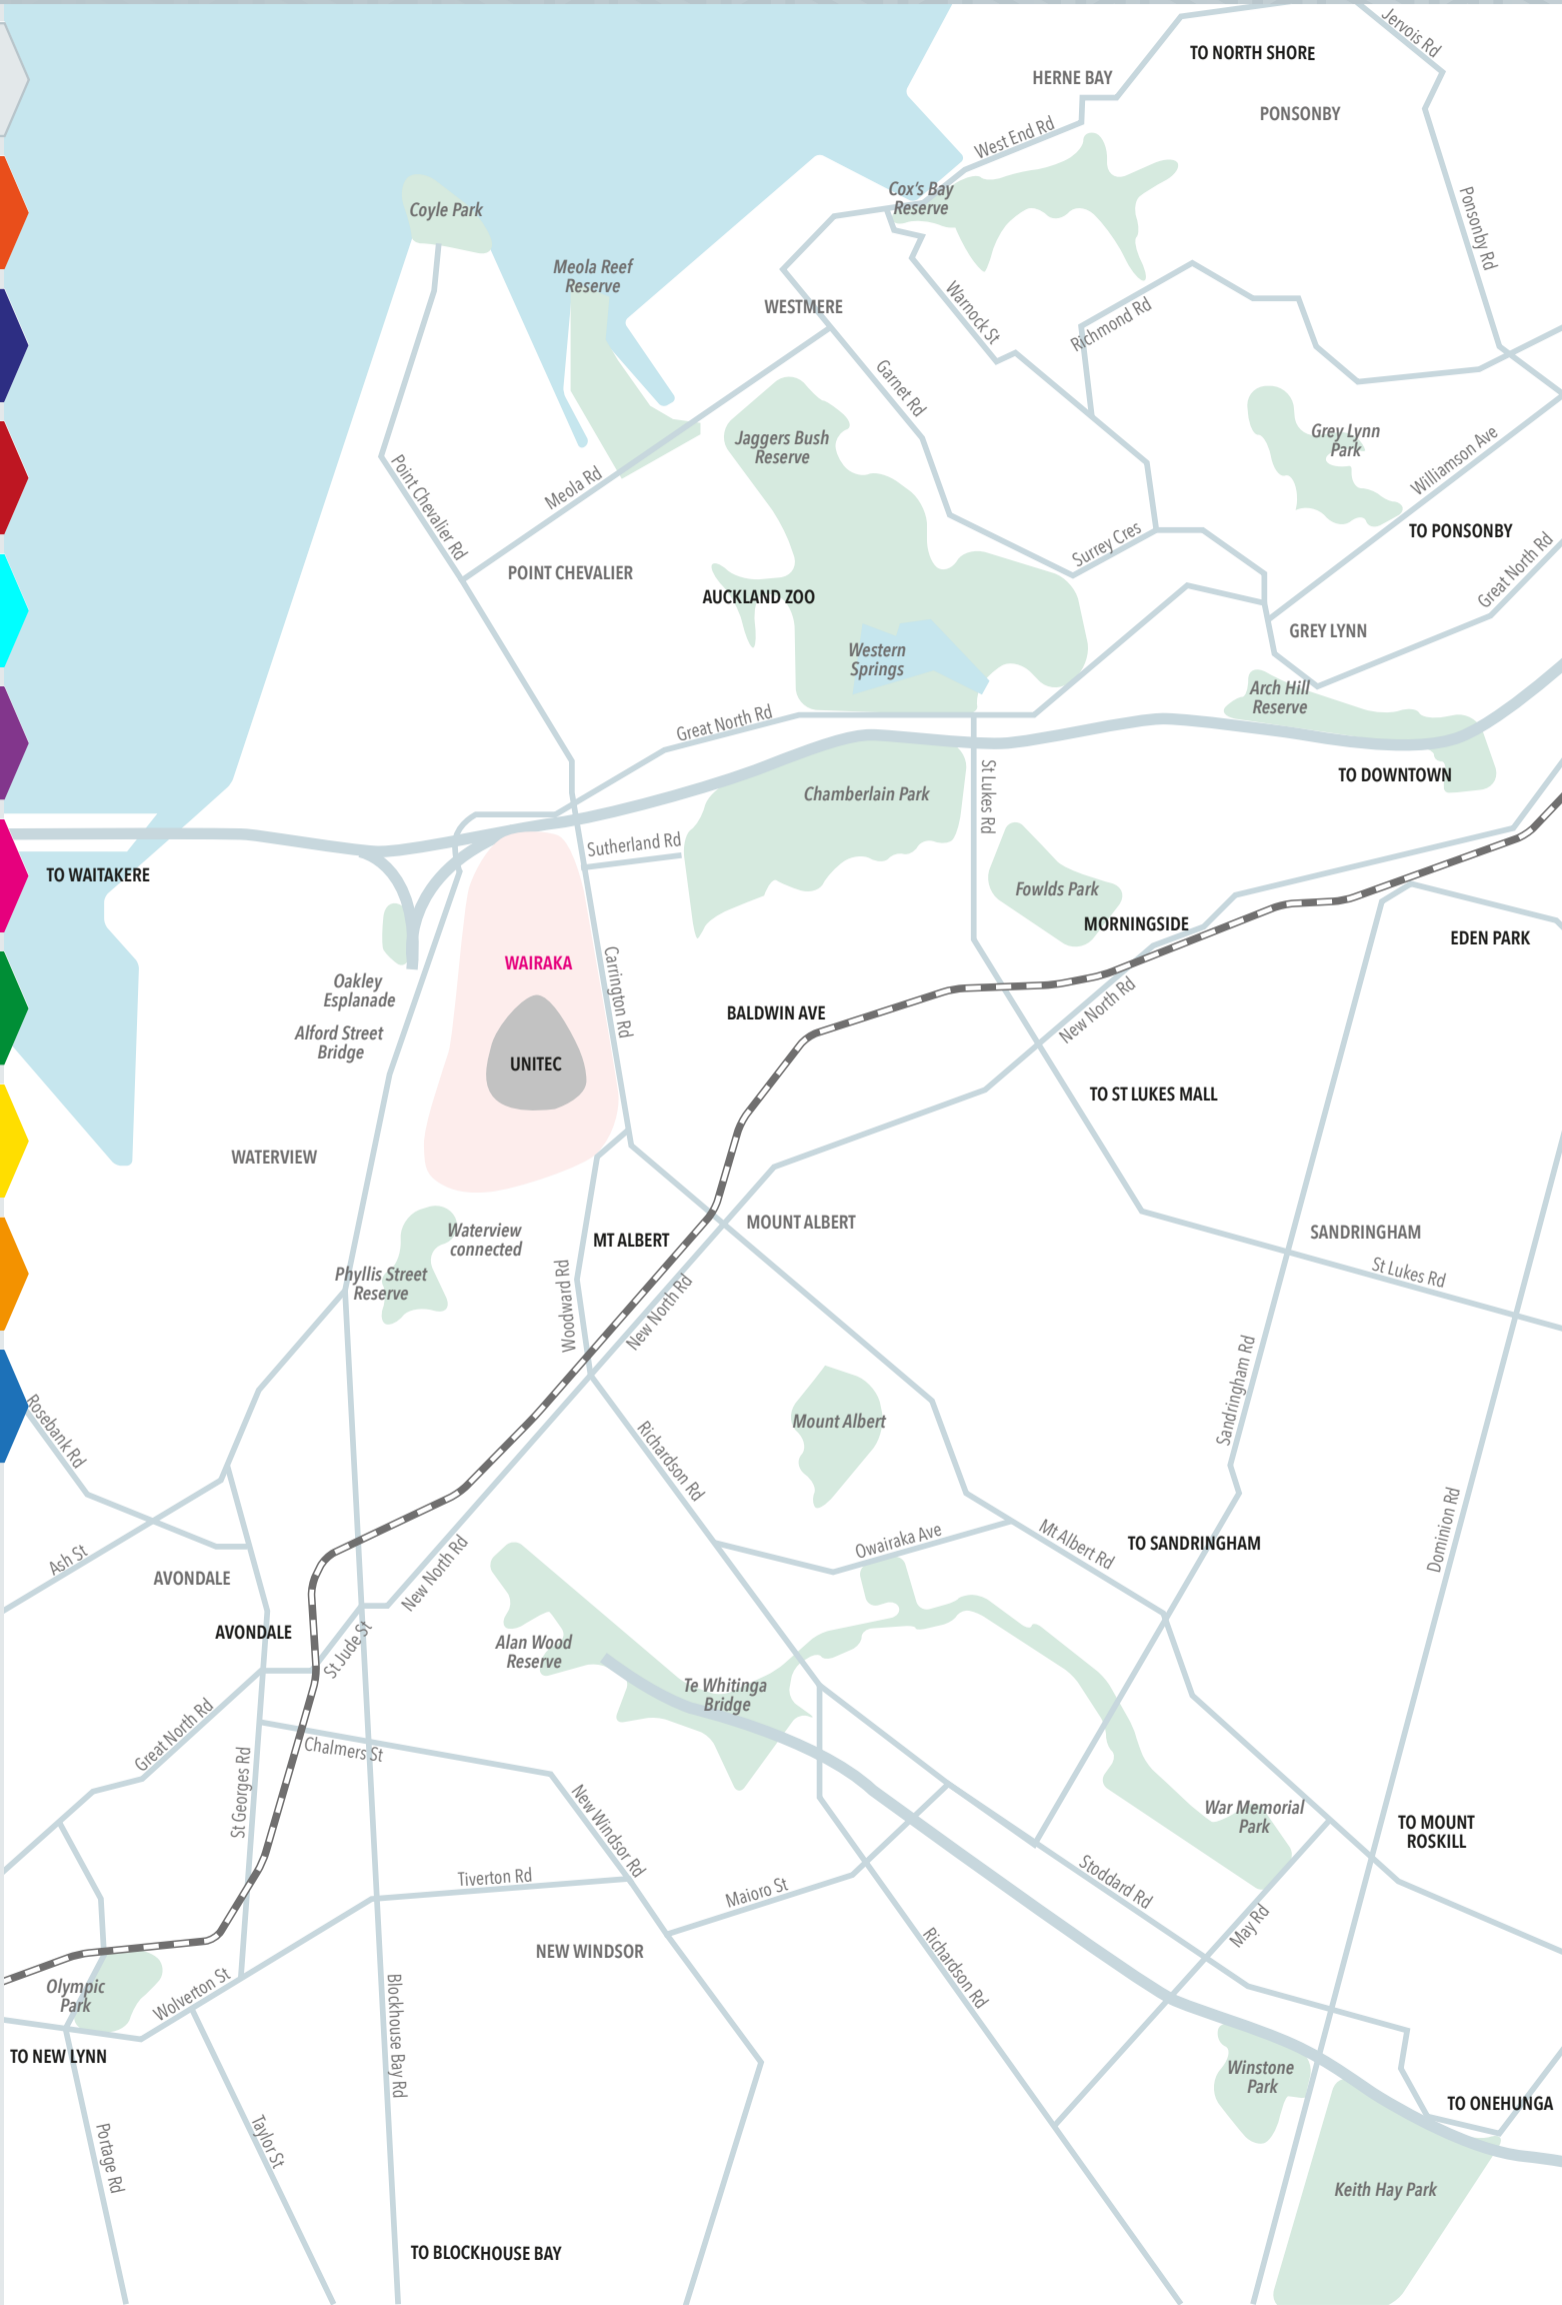 Jervois Rd
TO NORTH SHORE
HERNE BAY
PONSONBY
West End Rd
Cox's Bay
Reserve
Coyle Park
Ponsonby Rd
Meola Reef
Reserve
WESTMERE
Warnock St
Richmond Rd
Garnet Rd
Jaggers Bush
Reserve
Grey Lynn
Park
Williamson Ave
Meola Rd
Point Chevalier Rd
TO PONSONBY
Surrey Cres
Great North Rd
POINT CHEVALIER
AUCKLAND ZOO
GREY LYNN
Western
Springs
Arch Hill
Reserve
Great North Rd
TO DOWNTOWN
St Lukes Rd
Chamberlain Park
Sutherland Rd
TO WAITAKERE
Fowlds Park
MORNINGSIDE
EDEN PARK
WAIRAKA
Carrington Rd
Oakley
Esplanade
BALDWIN AVE
New North Rd
Alford Street
Bridge
UNITEC
TO ST LUKES MALL
WATERVIEW
MOUNT ALBERT
Waterview
connected
MT ALBERT
SANDRINGHAM
St Lukes Rd
Phyllis Street
Reserve
Woodward Rd
New North Rd
Sandringham Rd
Rosebank Rd
Mount Albert
Richardson Rd
Dominion Rd
Owairaka Ave
Mt Albert Rd
TO SANDRINGHAM
Ash St
AVONDALE
New North Rd
AVONDALE
St Jude St
Alan Wood
Reserve
Te Whitinga
Bridge
Great North Rd
Chalmers St
St Georges Rd
New Windsor Rd
War Memorial
Park
TO MOUNT
ROSKILL
Tiverton Rd
Maioro St
Stoddard Rd
May Rd
NEW WINDSOR
Richardson Rd
Olympic
Park
Wolverton St
Blockhouse Bay Rd
TO NEW LYNN
Winstone
Park
TO ONEHUNGA
Portage Rd
Taylor St
Keith Hay Park
TO BLOCKHOUSE BAY